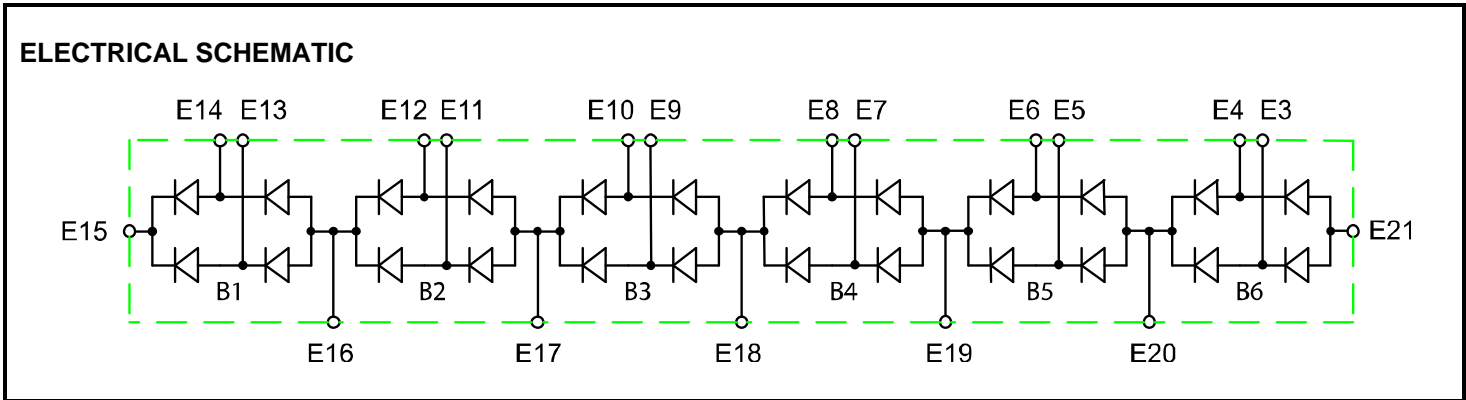 ELECTRICAL SCHEMATIC
E14 E13 E12 E11 E10 E9 E8 E7 E6 E5 E4 E3
E15 E21
B1 B2 B3 B4 B5 B6
E16 E17 E18 E19 E20